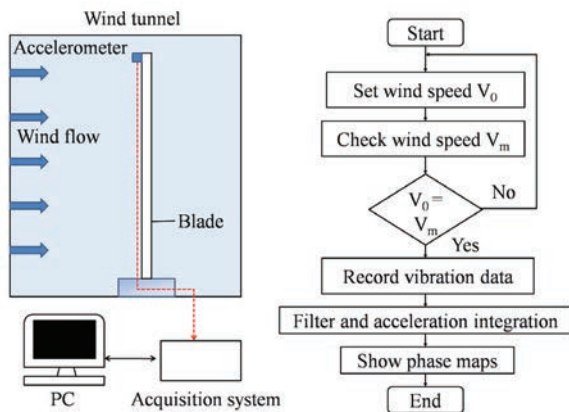 Wind tunnel
Accelerometer
Wind flow
Blade
PC
Acquisition system
Start
Set wind speed V₀
Check wind speed Vₘ
V₀ =
Vₘ
No
Yes
Record vibration data
Filter and acceleration integration
Show phase maps
End